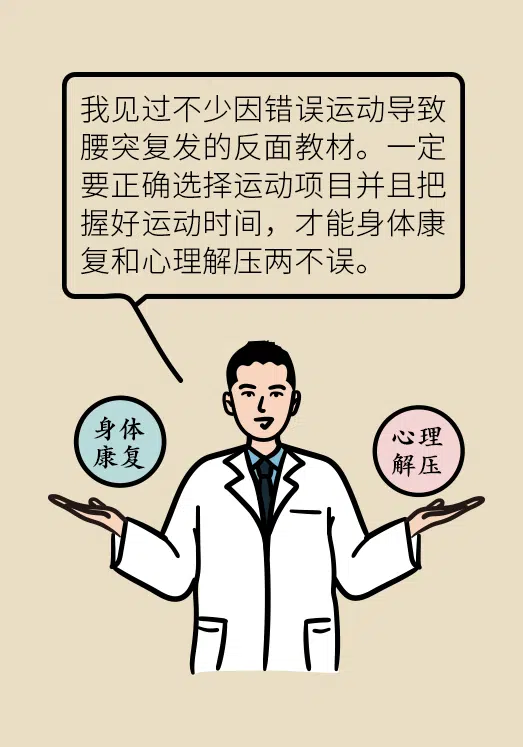 我见过不少因错误运动导致
腰突复发的反面教材。一定
要正确选择运动项目并且把
握好运动时间，才能身体康
复和心理解压两不误。
身体
康复
心理
解压